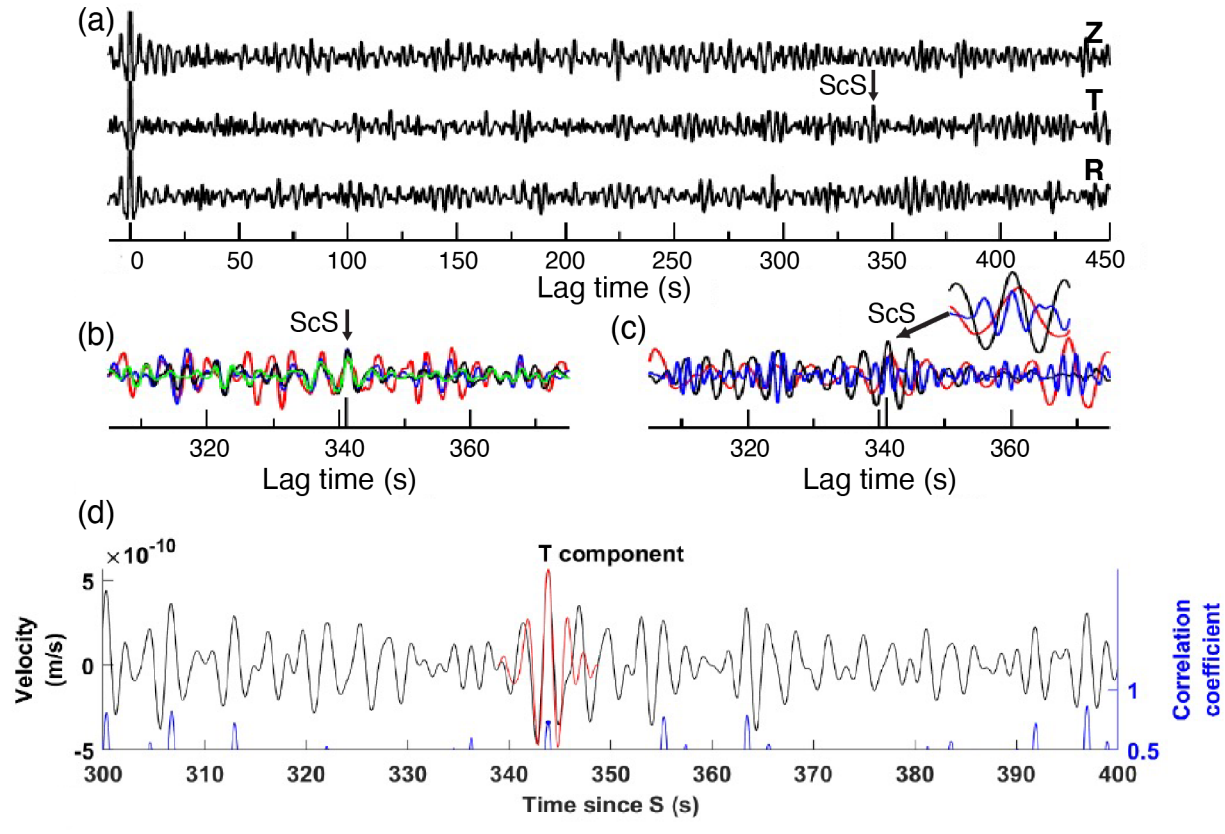 (a)
Z
ScS
T
R
0 50 100 150 200 250 300 350 400 450
Lag time (s)
(b) ScS
320 340 360
Lag time (s)
(c) ScS
320 340 360
Lag time (s)
(d)
×10⁻¹⁰ T component
5
0
-5
Velocity
(m/s)
1
0.5
Correlation
coefficient
300 310 320 330 340 350 360 370 380 390 400
Time since S (s)